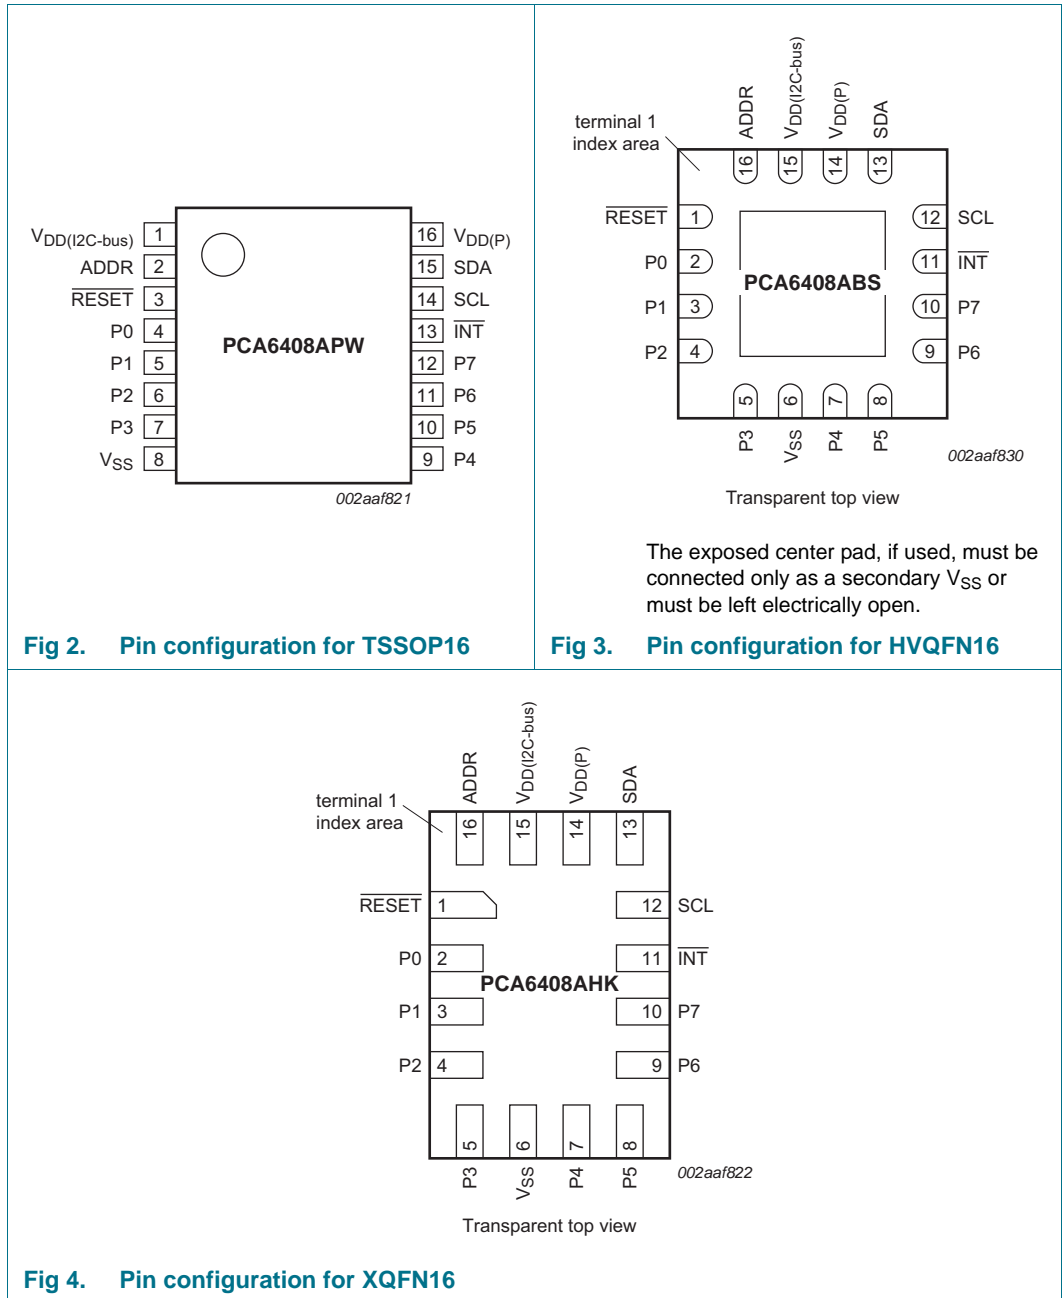 VDD(I2C-bus) 1
ADDR 2
RESET 3
P0 4
P1 5
P2 6
P3 7
VSS 8
PCA6408APW
16 VDD(P)
15 SDA
14 SCL
13 INT
12 P7
11 P6
10 P5
9 P4
002aaf821
Fig 2. Pin configuration for TSSOP16
terminal 1
index area
ADDR
VDD(I2C-bus)
VDD(P)
SDA
16
15
14
13
RESET 1
P0 2
P1 3
P2 4
PCA6408ABS
12 SCL
11 INT
10 P7
9 P6
5
6
7
8
P3
VSS
P4
P5
002aaf830
Transparent top view
The exposed center pad, if used, must be
connected only as a secondary VSS or
must be left electrically open.
Fig 3. Pin configuration for HVQFN16
terminal 1
index area
ADDR
VDD(I2C-bus)
VDD(P)
SDA
16
15
14
13
RESET 1
P0 2
P1 3
P2 4
PCA6408AHK
12 SCL
11 INT
10 P7
9 P6
5
6
7
8
P3
VSS
P4
P5
002aaf822
Transparent top view
Fig 4. Pin configuration for XQFN16